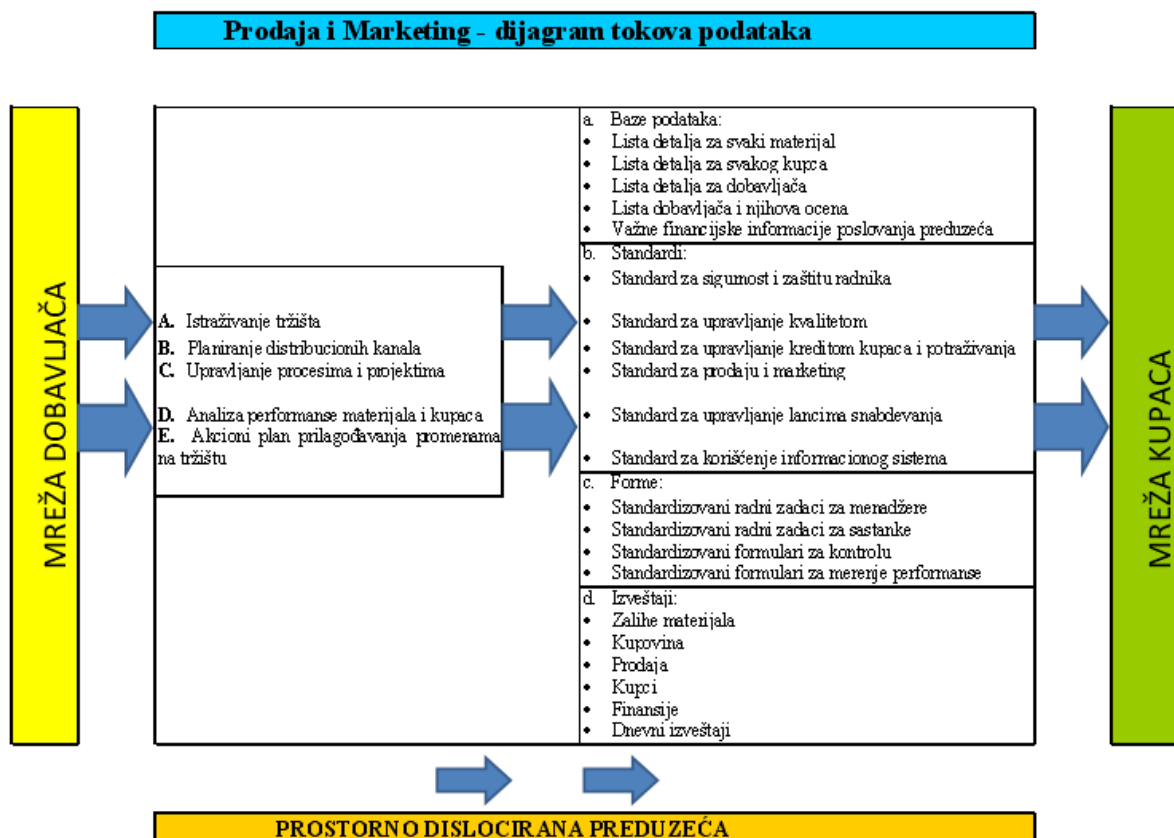 Prodaja i Marketing - dijagram tokova podataka
MREŽA DOBAVLJAČA
A. Istraživanje tržišta
B. Planiranje distribucionih kanala
C. Upravljanje procesima i projektima
D. Analiza performanse materijala i kupaca
E. Akcioni plan prilagođavanja promenama
na tržištu
a. Baze podataka:
• Lista detalja za svaki materijal
• Lista detalja za svakog kupca
• Lista detalja za dobavljača
• Lista dobavljača i njihova ocena
• Važne financijske informacije poslovanja preduzeća
b. Standardi:
• Standard za sigurnost i zaštitu radnika
• Standard za upravljanje kvalitetom
• Standard za upravljanje kreditom kupaca i potraživanja
• Standard za prodaju i marketing
• Standard za upravljanje lancima snabdevanja
• Standard za korišćenje informacionog sistema
c. Forme:
• Standardizovani radni zadaci za menadžere
• Standardizovani radni zadaci za sastanke
• Standardizovani formulari za kontrolu
• Standardizovani formulari za merenje performanse
d. Izveštaji:
• Zalihe materijala
• Kupovina
• Prodaja
• Kupci
• Finansije
• Dnevni izveštaji
MREŽA KUPACA
PROSTORNO DISLOCIRANA PREDUZEĆA